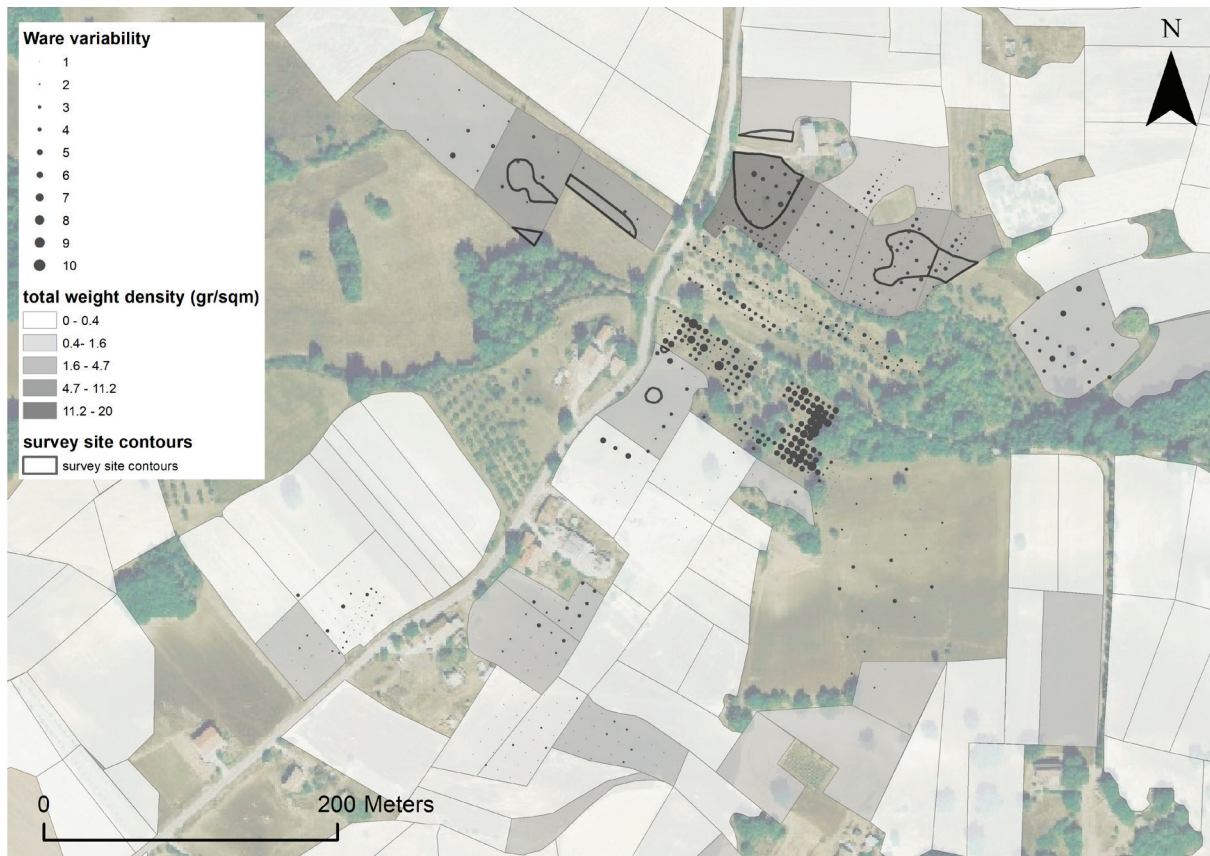 Ware variability
1
2
3
4
5
6
7
8
9
10
total weight density (gr/sqm)
0 - 0.4
0.4- 1.6
1.6 - 4.7
4.7 - 11.2
11.2 - 20
survey site contours
survey site contours
N
0 200 Meters